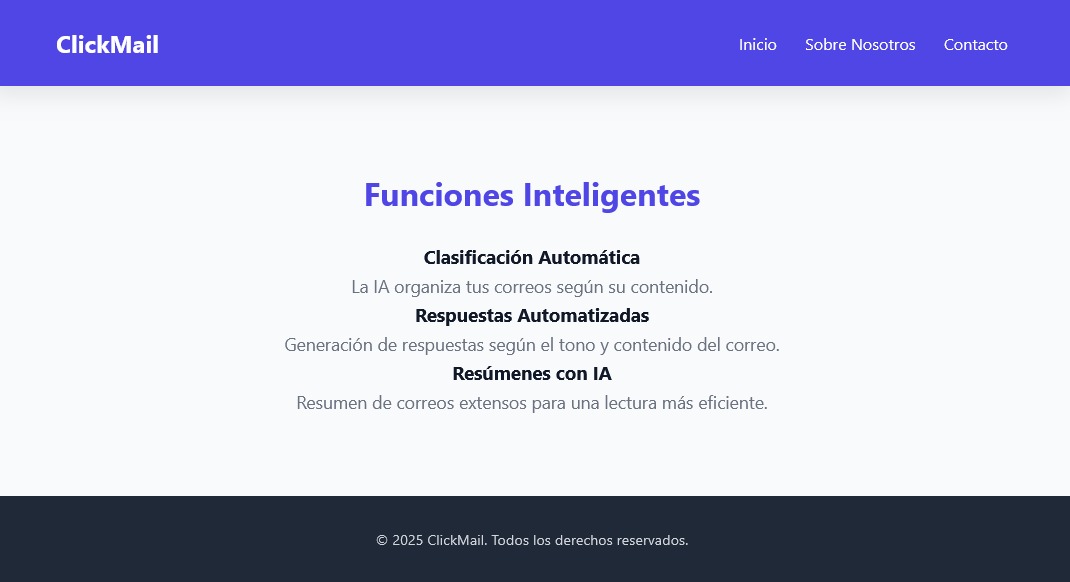 ClickMail
Inicio Sobre Nosotros Contacto
Funciones Inteligentes
Clasificación Automática
La IA organiza tus correos según su contenido.
Respuestas Automatizadas
Generación de respuestas según el tono y contenido del correo.
Resúmenes con IA
Resumen de correos extensos para una lectura más eficiente.
© 2025 ClickMail. Todos los derechos reservados.